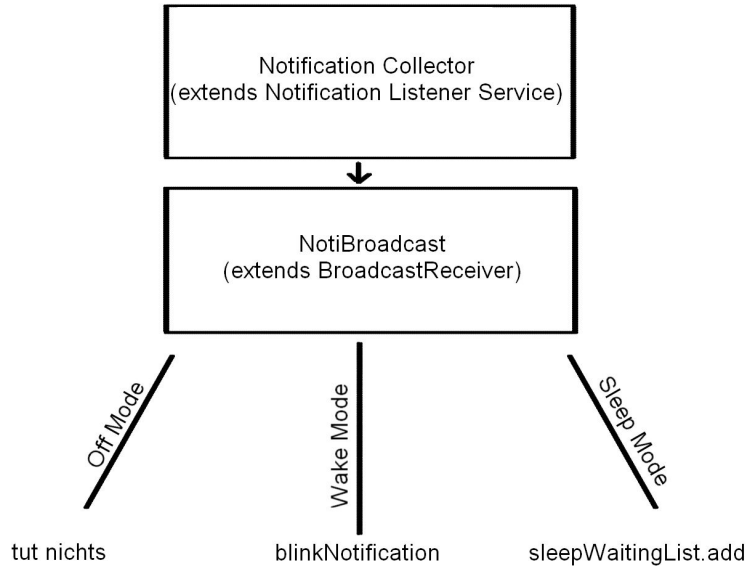 Notification Collector
(extends Notification Listener Service)
NotiBroadcast
(extends BroadcastReceiver)
Off Mode
Wake Mode
Sleep Mode
tut nichts
blinkNotification
sleepWaitingList.add